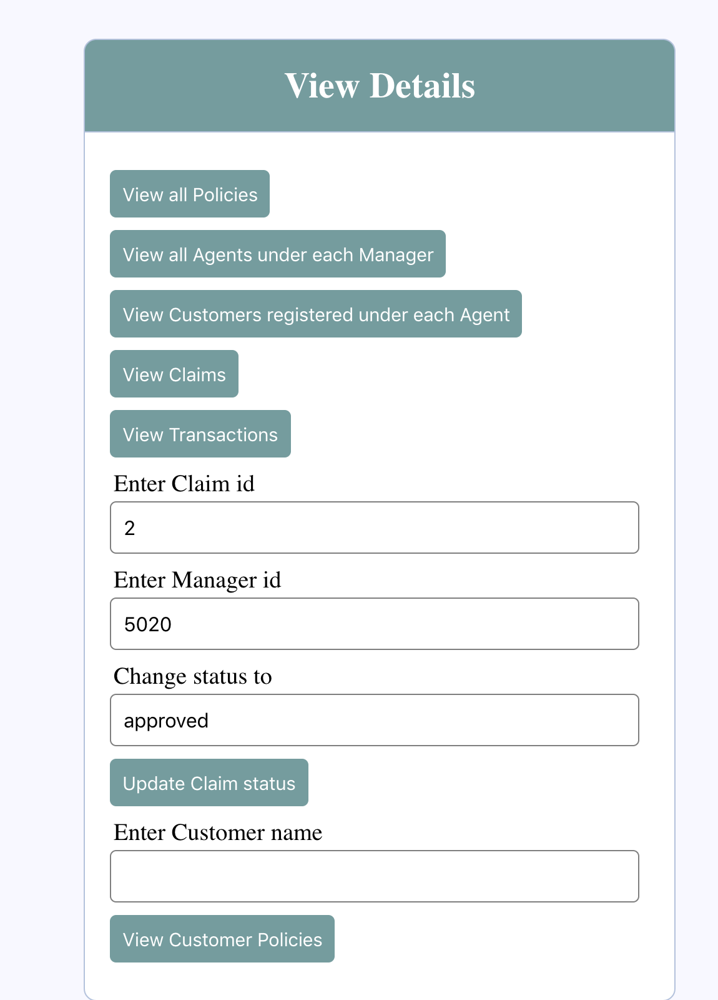 View Details
View all Policies
View all Agents under each Manager
View Customers registered under each Agent
View Claims
View Transactions
Enter Claim id
2
Enter Manager id
5020
Change status to
approved
Update Claim status
Enter Customer name
View Customer Policies